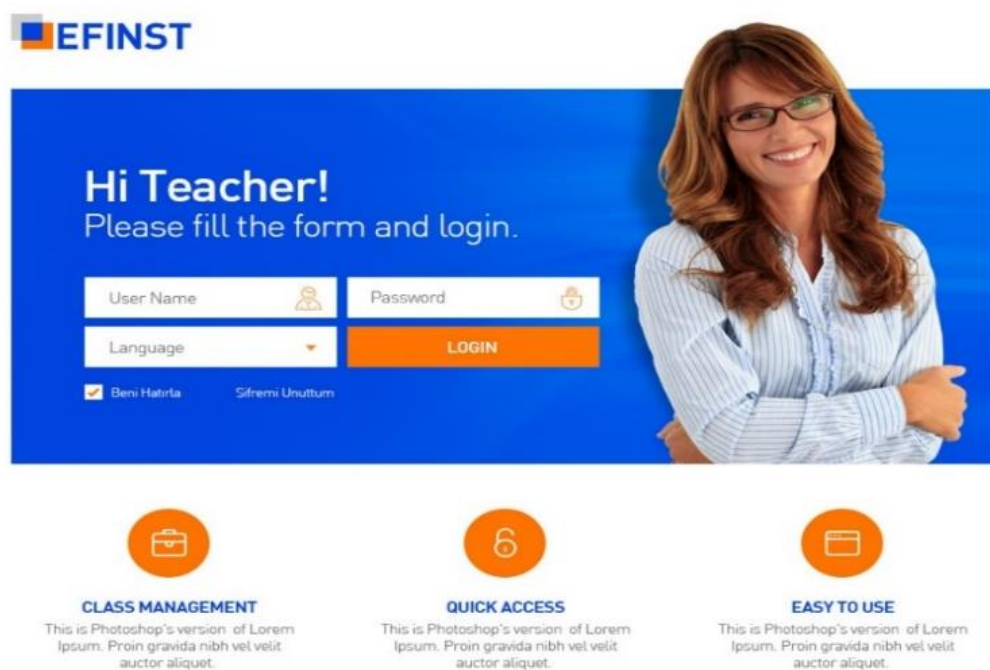 EFINST
Hi Teacher!
Please fill the form and login.
User Name
Password
Language
LOGIN
Beni Hatırla
Sifremi Unuttum
CLASS MANAGEMENT
This is Photoshop's version of Lorem
Ipsum. Proin gravida nibh vel velit
auctor aliquet.
QUICK ACCESS
This is Photoshop's version of Lorem
Ipsum. Proin gravida nibh vel velit
auctor aliquet.
EASY TO USE
This is Photoshop's version of Lorem
Ipsum. Proin gravida nibh vel velit
auctor aliquet.